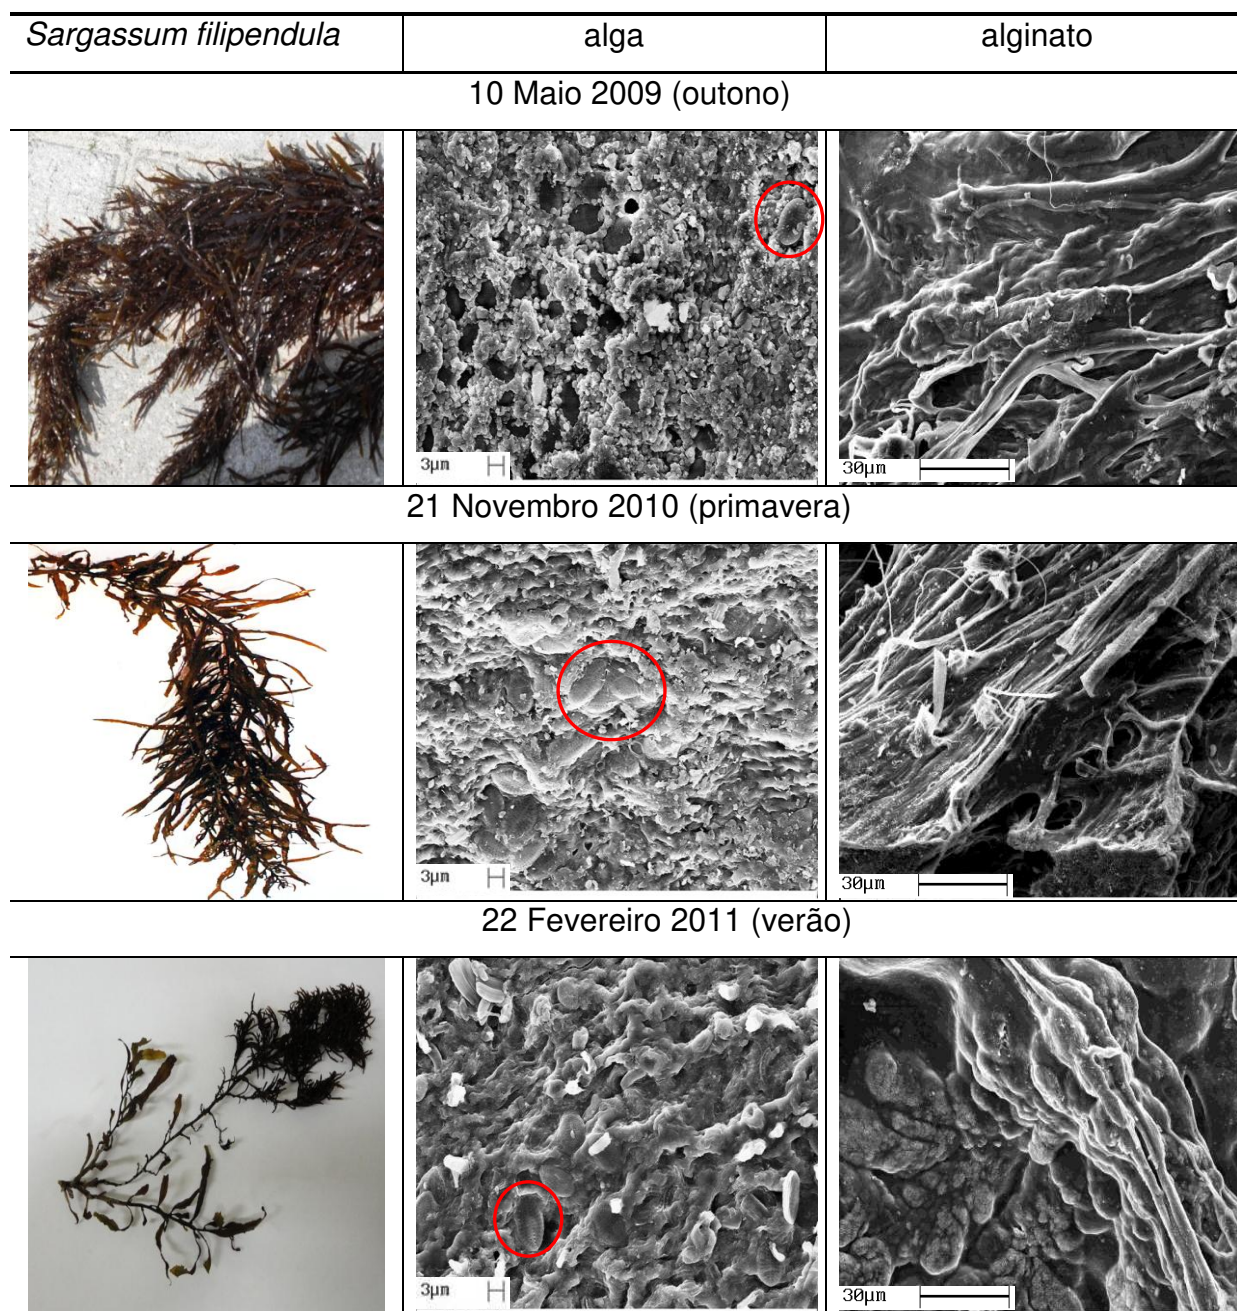 Sargassum filipendula alga alginato
10 Maio 2009 (outono)
3µm 30µm
21 Novembro 2010 (primavera)
3µm 30µm
22 Fevereiro 2011 (verão)
3µm 30µm